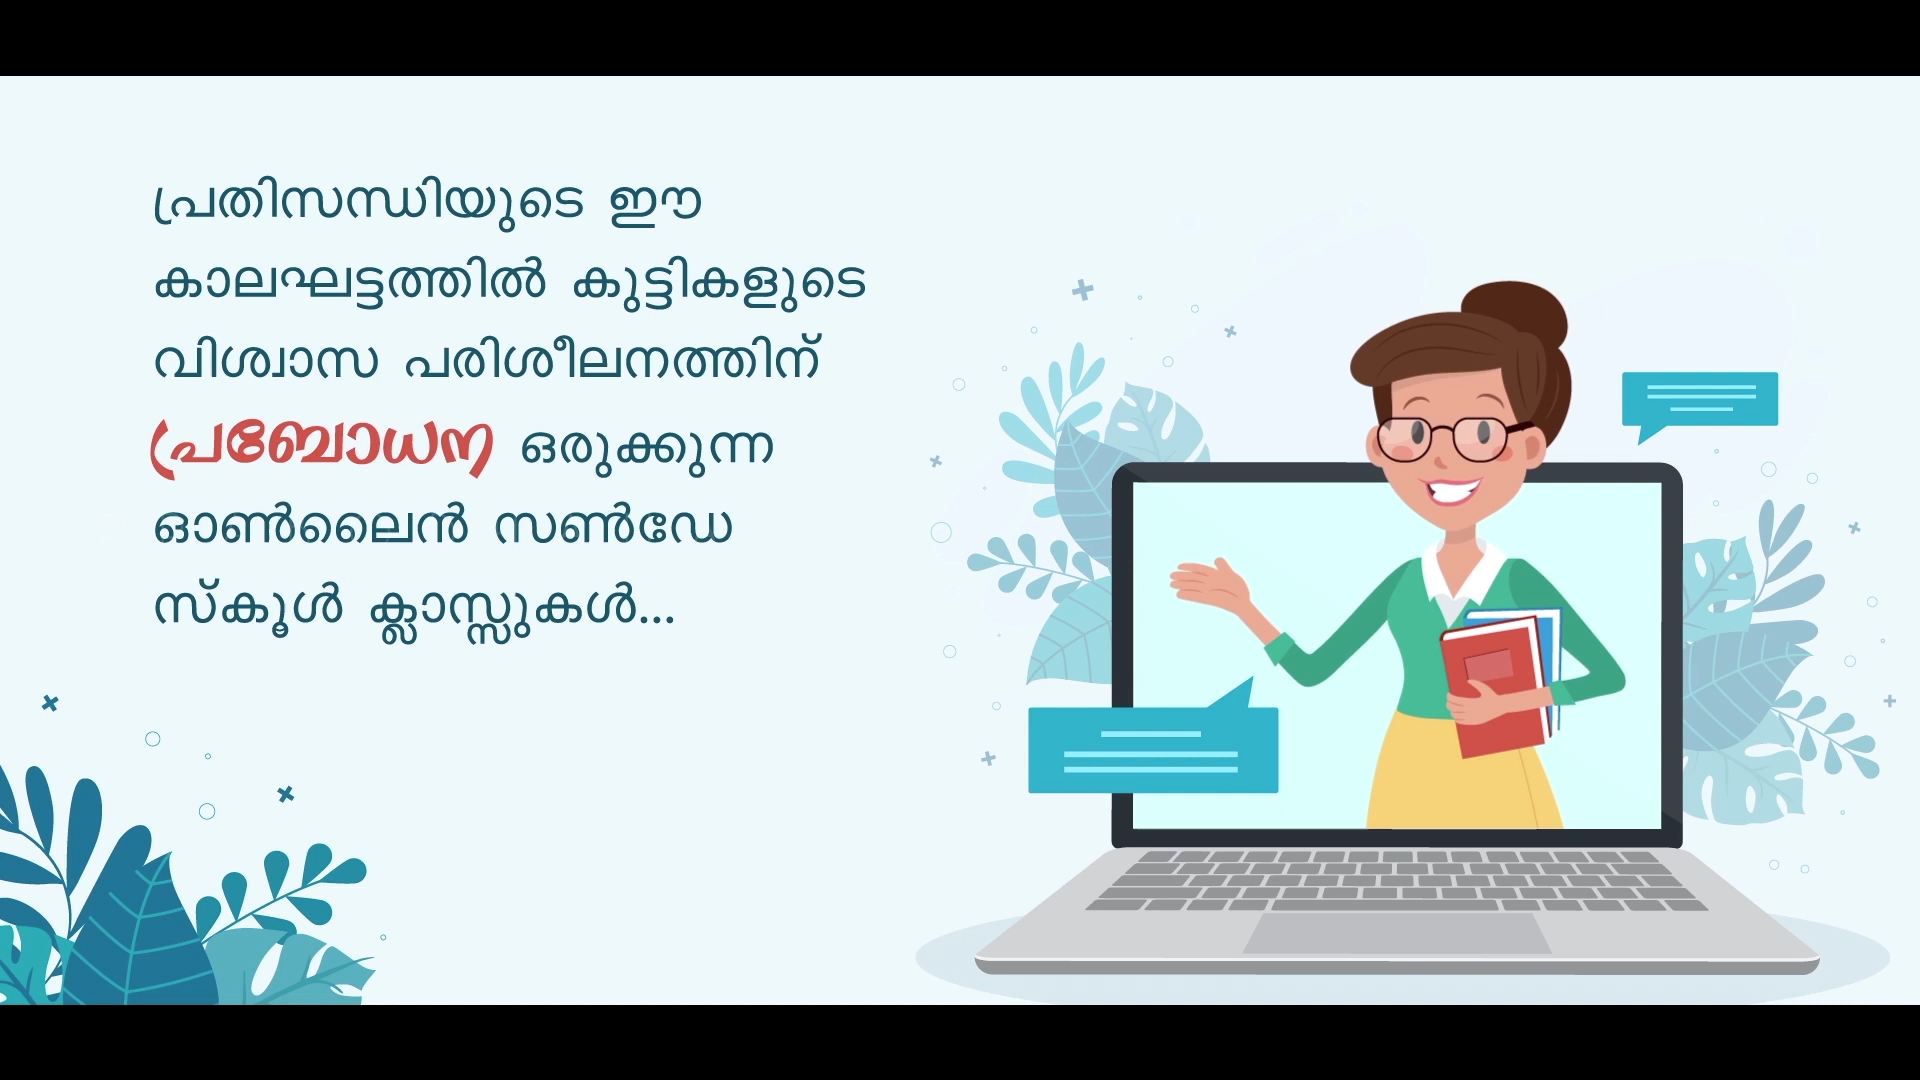 പ്രതിസന്ധിയുടെ ഈ
കാലഘട്ടത്തിൽ കുട്ടികളുടെ
വിശ്വാസ പരിശീലനത്തിന്
പ്രബോധന ഒരുക്കുന്ന
ഓൺലൈൻ സൺഡേ
സ്കൂൾ ക്ലാസ്സുകൾ...